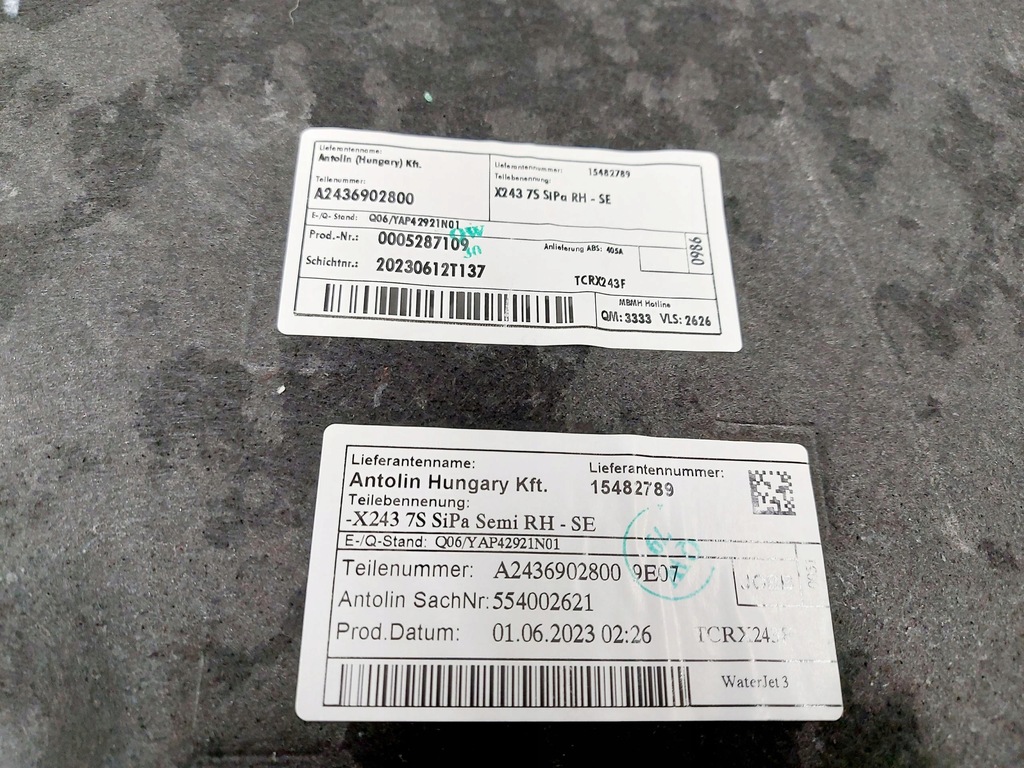 Lieferantenname:
Antolin (Hungary) Kft.
Lieferantennummer: 15482789
Teilebennenung:
X243 7S SiPa RH - SE
Teilenummer:
A2436902800
E-/Q- Stand: Q06/YAP42921N01
QW
Prod.-Nr.: 0005287109
Anlieferung ABS: 405A
0986
Schichtnr.: 20230612T137
TCRX243F
MBMH Hotline
QM: 3333 VLS: 2626
Lieferantenname:
Antolin Hungary Kft.
Lieferantennummer:
15482789
Teilebennenung:
-X243 7S SiPa Semi RH - SE
E-/Q-Stand: Q06/YAP42921N01
Teilenummer: A2436902800 9E07
Antolin SachNr: 554002621
Prod.Datum: 01.06.2023 02:26
TCRX243F
WaterJet 3